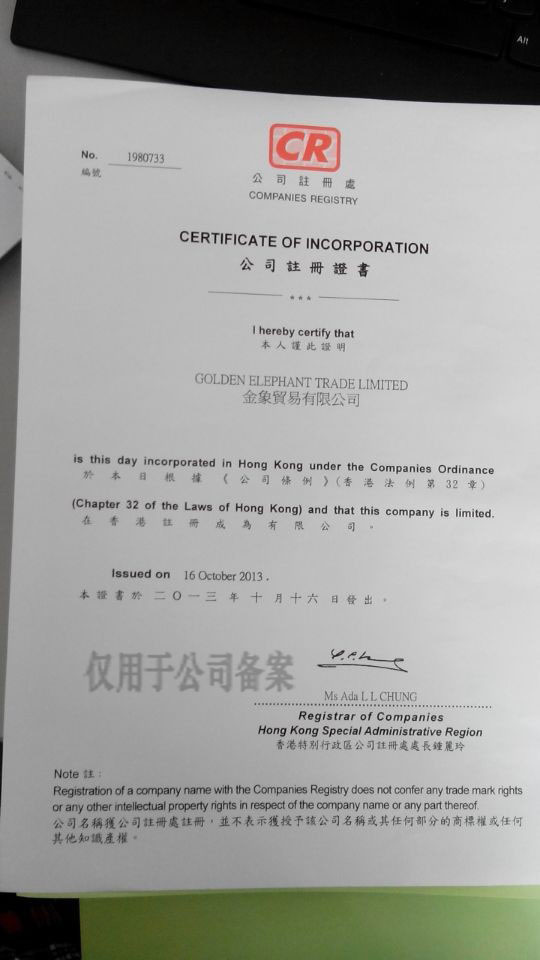 Alt
No. 1980733
編號
CR
公司註冊處
COMPANIES REGISTRY
CERTIFICATE OF INCORPORATION
公司註冊證書
***
I hereby certify that
本人謹此證明
GOLDEN ELEPHANT TRADE LIMITED
金象貿易有限公司
is this day incorporated in Hong Kong under the Companies Ordinance
於本日根據《公司條例》(香港法例第32章)
(Chapter 32 of the Laws of Hong Kong) and that this company is limited.
在香港註冊成為有限公司。
Issued on 16 October 2013.
本證書於二〇一三年十月十六日發出。
仅用于公司备案
Ms Ada L L CHUNG
Registrar of Companies
Hong Kong Special Administrative Region
香港特別行政區公司註冊處處長鍾麗玲
Note 註:
Registration of a company name with the Companies Registry does not confer any trade mark rights
or any other intellectual property rights in respect of the company name or any part thereof.
公司名稱獲公司註冊處註冊，並不表示獲授予該公司名稱或其任何部分的商標權或任何
其他知識產權。